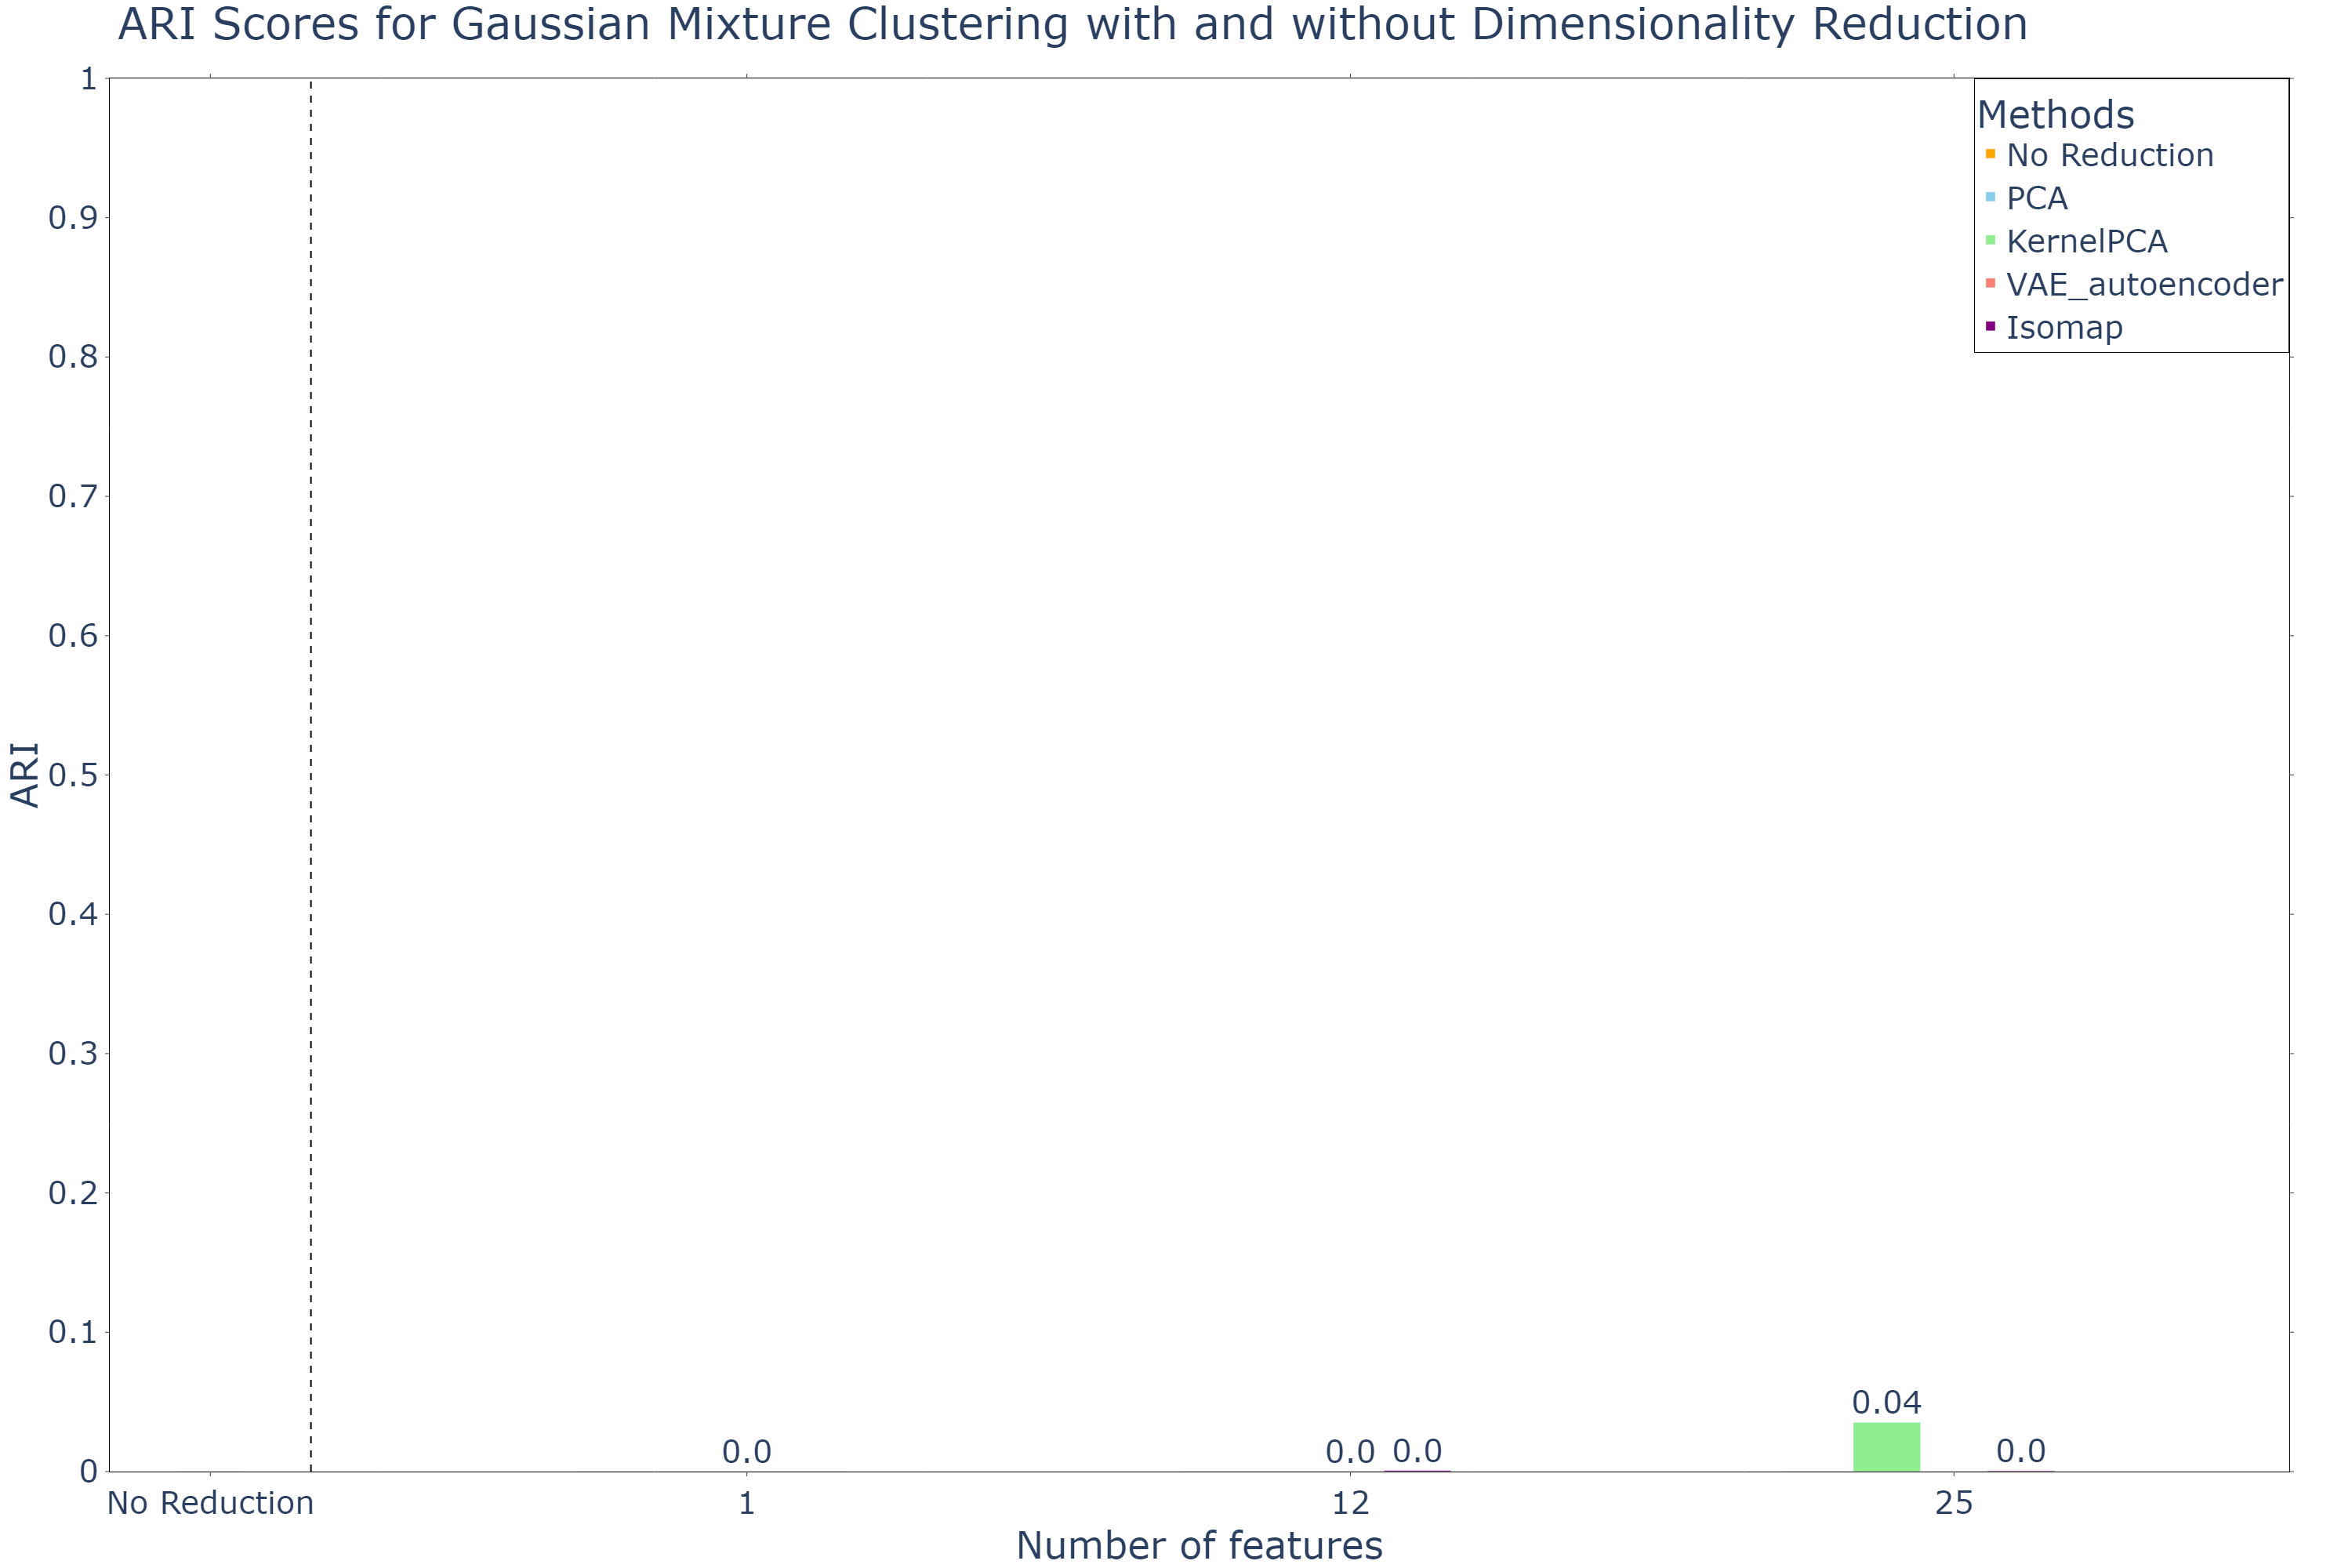 ARI Scores for Gaussian Mixture Clustering with and without Dimensionality Reduction
Methods
No Reduction
PCA
KernelPCA
VAE_autoencoder
Isomap
1
0.9
0.8
0.7
0.6
0.5
0.4
0.3
0.2
0.1
0
ARI
0.0
0.0
0.0
0.04
0.0
No Reduction
1
12
25
Number of features